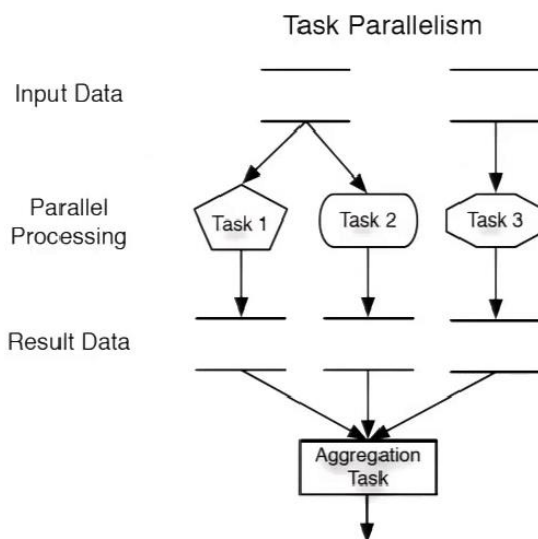 Task Parallelism
Input Data
Parallel
Processing
Task 1
Task 2
Task 3
Result Data
Aggregation
Task